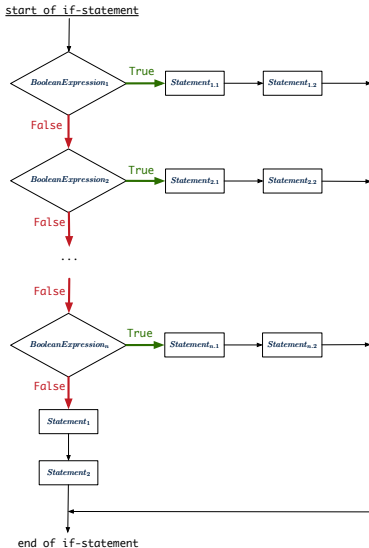 start of if-statement
True
BooleanExpression₁ Statement₁.₁ Statement₁.₂
False
True
BooleanExpression₂ Statement₂.₁ Statement₂.₂
False
...
False
True
BooleanExpressionₙ Statementₙ.₁ Statementₙ.₂
False
Statement₁
Statement₂
end of if-statement